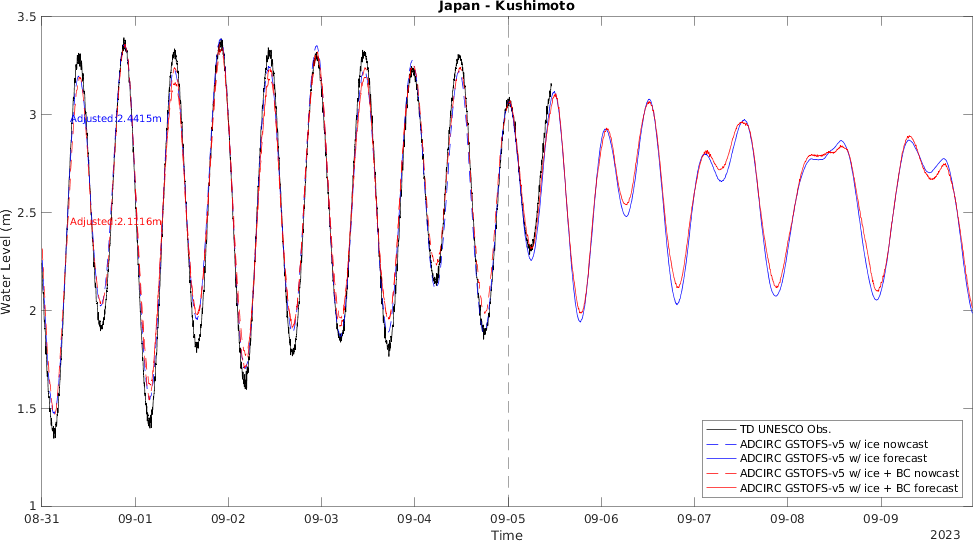 Japan - Kushimoto
3.5
3
2.5
2
1.5
1
Water Level (m)
Adjusted:2.4415m
Adjusted:2.1116m
TD UNESCO Obs.
ADCIRC GSTOFS-v5 w/ ice nowcast
ADCIRC GSTOFS-v5 w/ ice forecast
ADCIRC GSTOFS-v5 w/ ice + BC nowcast
ADCIRC GSTOFS-v5 w/ ice + BC forecast
08-31 09-01 09-02 09-03 09-04 09-05 09-06 09-07 09-08 09-09
Time
2023